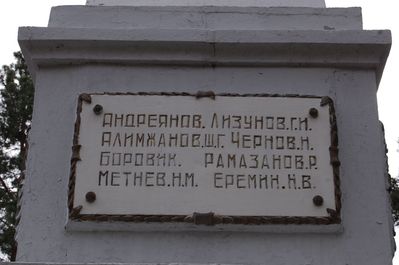 АНДРЕЯНОВ. ЛИЗУНОВ.Г.И.
АЛИМЖАНОВ.Ш.Г. ЧЕРНОВ.Н.
БОРОВИК. РАМАЗАНОВ.Р.
МЕТНЕВ.Н.М. ЕРЕМИН.Н.В.